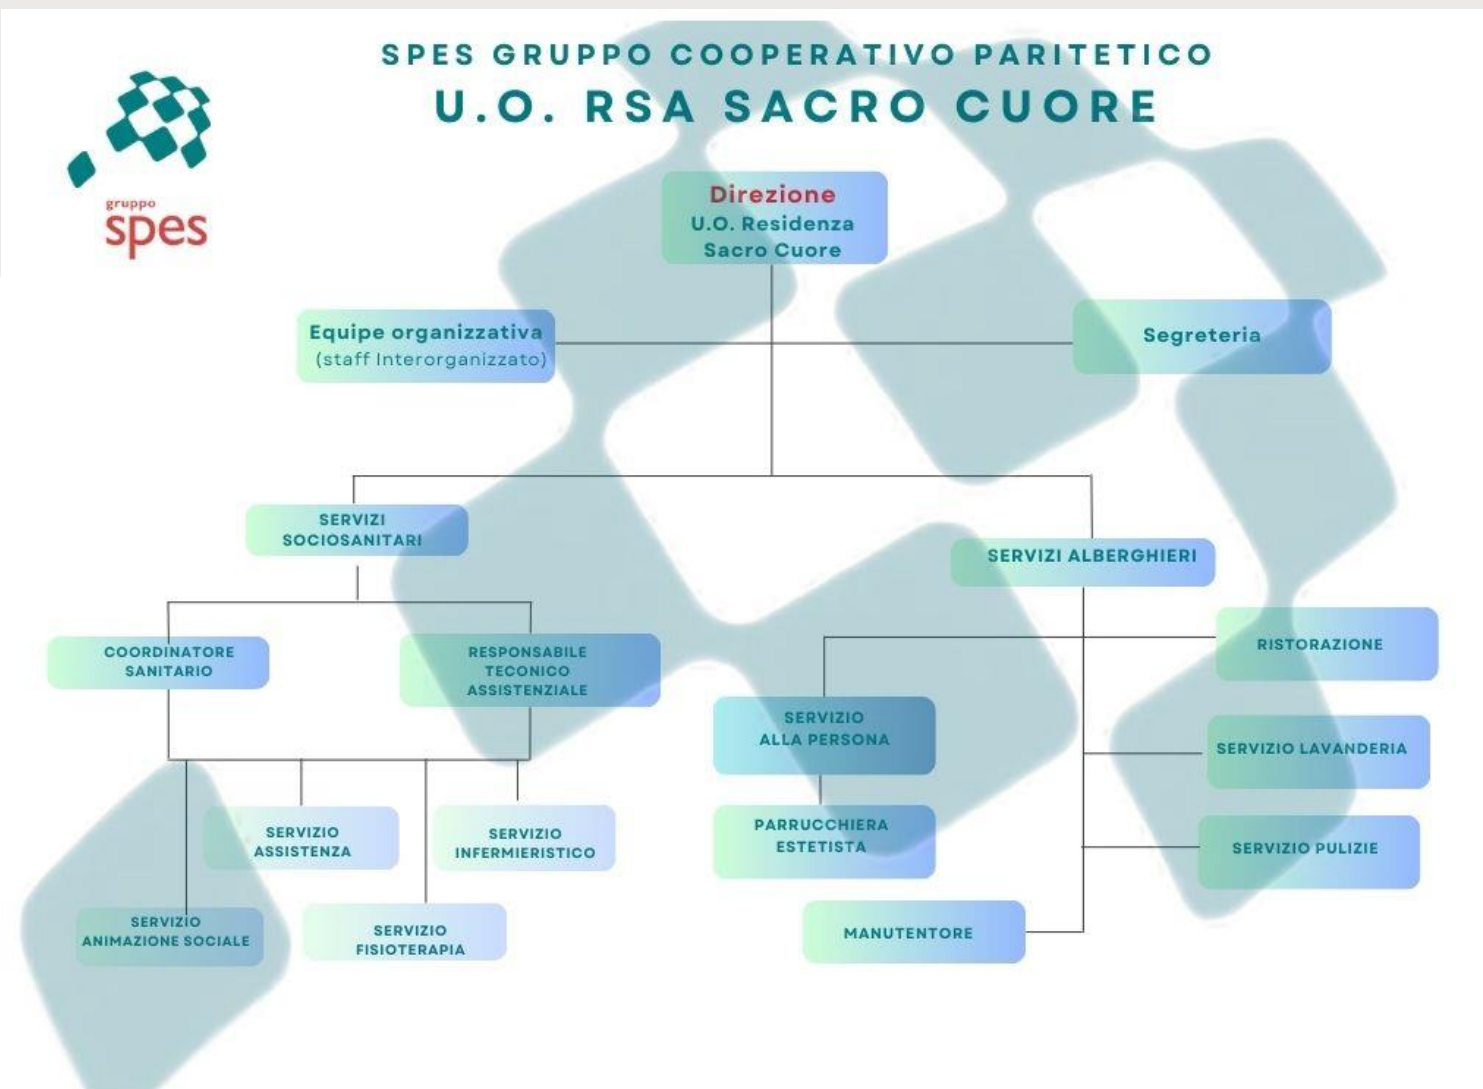 SPES GRUPPO COOPERATIVO PARITETICO
U.O. RSA SACRO CUORE
gruppo
spes
Direzione
U.O. Residenza
Sacro Cuore
Equipe organizzativa
(staff Interorganizzato)
Segreteria
SERVIZI
SOCIOSANITARI
SERVIZI ALBERGHIERI
COORDINATORE
SANITARIO
RESPONSABILE
TECONICO
ASSISTENZIALE
RISTORAZIONE
SERVIZIO
ALLA PERSONA
SERVIZIO LAVANDERIA
PARRUCCHIERA
ESTETISTA
SERVIZIO PULIZIE
SERVIZIO
ASSISTENZA
SERVIZIO
INFERMIERISTICO
SERVIZIO
ANIMAZIONE SOCIALE
SERVIZIO
FISIOTERAPIA
MANUTENTORE